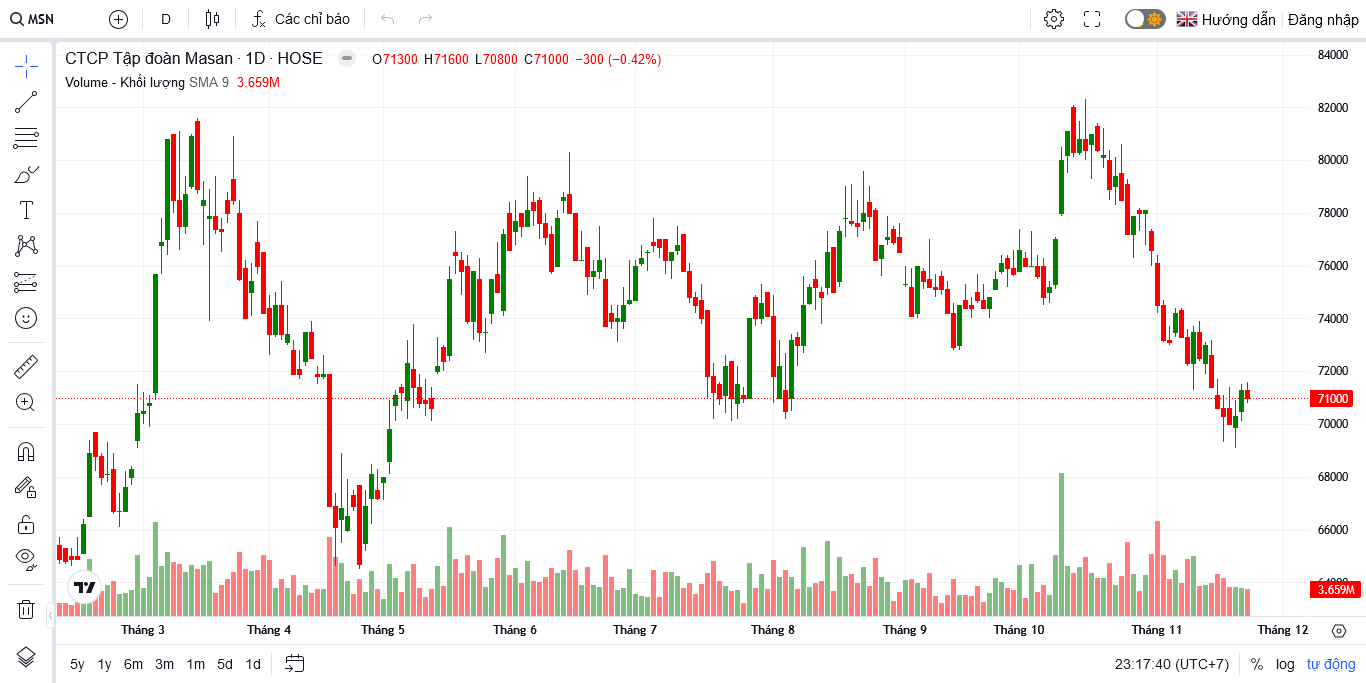 MSN D Các chỉ báo Hướng dẫn Đăng nhập
CTCP Tập đoàn Masan · 1D · HOSE O71300 H71600 L70800 C71000 −300 (−0.42%)
Volume - Khối lượng SMA 9 3.659M
84000
82000
80000
78000
76000
74000
72000
71000
70000
68000
66000
3.659M
Tháng 3 Tháng 4 Tháng 5 Tháng 6 Tháng 7 Tháng 8 Tháng 9 Tháng 10 Tháng 11 Tháng 12
5y 1y 6m 3m 1m 5d 1d 23:17:40 (UTC+7) % log tự động